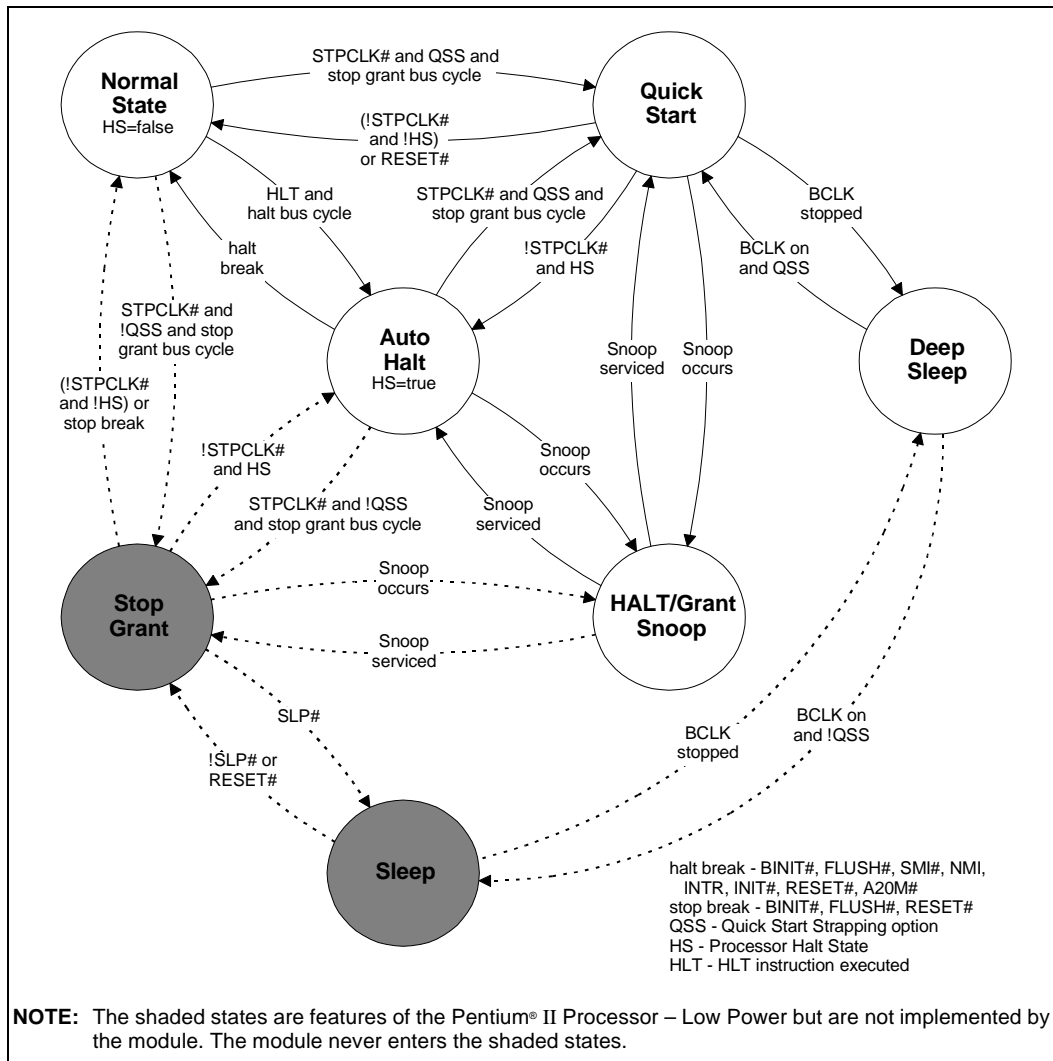 Normal
State
HS=false
STPCLK# and QSS and
stop grant bus cycle
Quick
Start
(!STPCLK#
and !HS)
or RESET#
HLT and
halt bus cycle
STPCLK# and QSS and
stop grant bus cycle
BCLK
stopped
halt
break
!STPCLK#
and HS
BCLK on
and QSS
STPCLK# and
!QSS and stop
grant bus cycle
Auto
Halt
HS=true
Snoop
serviced
Snoop
occurs
Deep
Sleep
(!STPCLK#
and !HS) or
stop break
!STPCLK#
and HS
Snoop
occurs
STPCLK# and !QSS
and stop grant bus cycle
Snoop
serviced
Stop
Grant
Snoop
occurs
HALT/Grant
Snoop
Snoop
serviced
SLP#
BCLK
stopped
BCLK on
and !QSS
!SLP# or
RESET#
Sleep
halt break - BINIT#, FLUSH#, SMI#, NMI,
INTR, INIT#, RESET#, A20M#
stop break - BINIT#, FLUSH#, RESET#
QSS - Quick Start Strapping option
HS - Processor Halt State
HLT - HLT instruction executed
NOTE: The shaded states are features of the Pentium® II Processor – Low Power but are not implemented by
the module. The module never enters the shaded states.